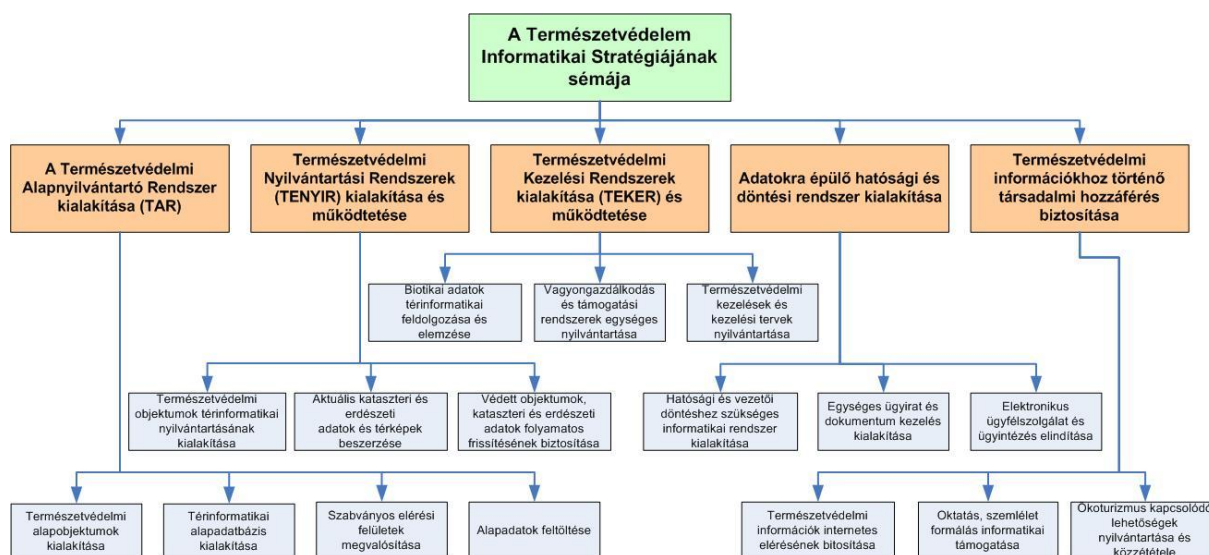 A Természetvédelem
Informatikai Stratégiájának
sémája
A Természetvédelmi
Alapnyilvántartó Rendszer
kialakítása (TAR)
Természetvédelmi
Nyilvántartási Rendszerek
(TENYIR) kialakítása és
működtetése
Természetvédelmi
Kezelési Rendszerek
kialakítása (TEKER) és
működtetése
Adatokra épülő hatósági és
döntési rendszer kialakítása
Természetvédelmi
információkhoz történő
társadalmi hozzáférés
biztosítása
Biotikai adatok
térinformatikai
feldolgozása és
elemzése
Vagyongazdálkodás
és támogatási
rendszerek egységes
nyilvántartása
Természetvédelmi
kezelések és
kezelési tervek
nyilvántartása
Természetvédelmi
objektumok térinformatikai
nyilvántartásának
kialakítása
Aktuális kataszteri és
erdészeti
adatok és térképek
beszerzése
Védett objektumok,
kataszteri és erdészeti
adatok folyamatos
frissítésének biztosítása
Hatósági és vezetői
döntéshez szükséges
informatikai rendszer
kialakítása
Egységes ügyirat és
dokumentum kezelés
kialakítása
Elektronikus
ügyfélszolgálat és
ügyintézés elindítása
Természetvédelmi
alapobjektumok
kialakítása
Térinformatikai
alapadatbázis
kialakítása
Szabványos elérési
felületek
megvalósítása
Alapadatok feltöltése
Természetvédelmi
információk internetes
elérésének bitosítása
Oktatás, szemlélet
formálás informatikai
támogatása
Ökoturizmus kapcsolódó
lehetőségek
nyilvántartása és
közzététele